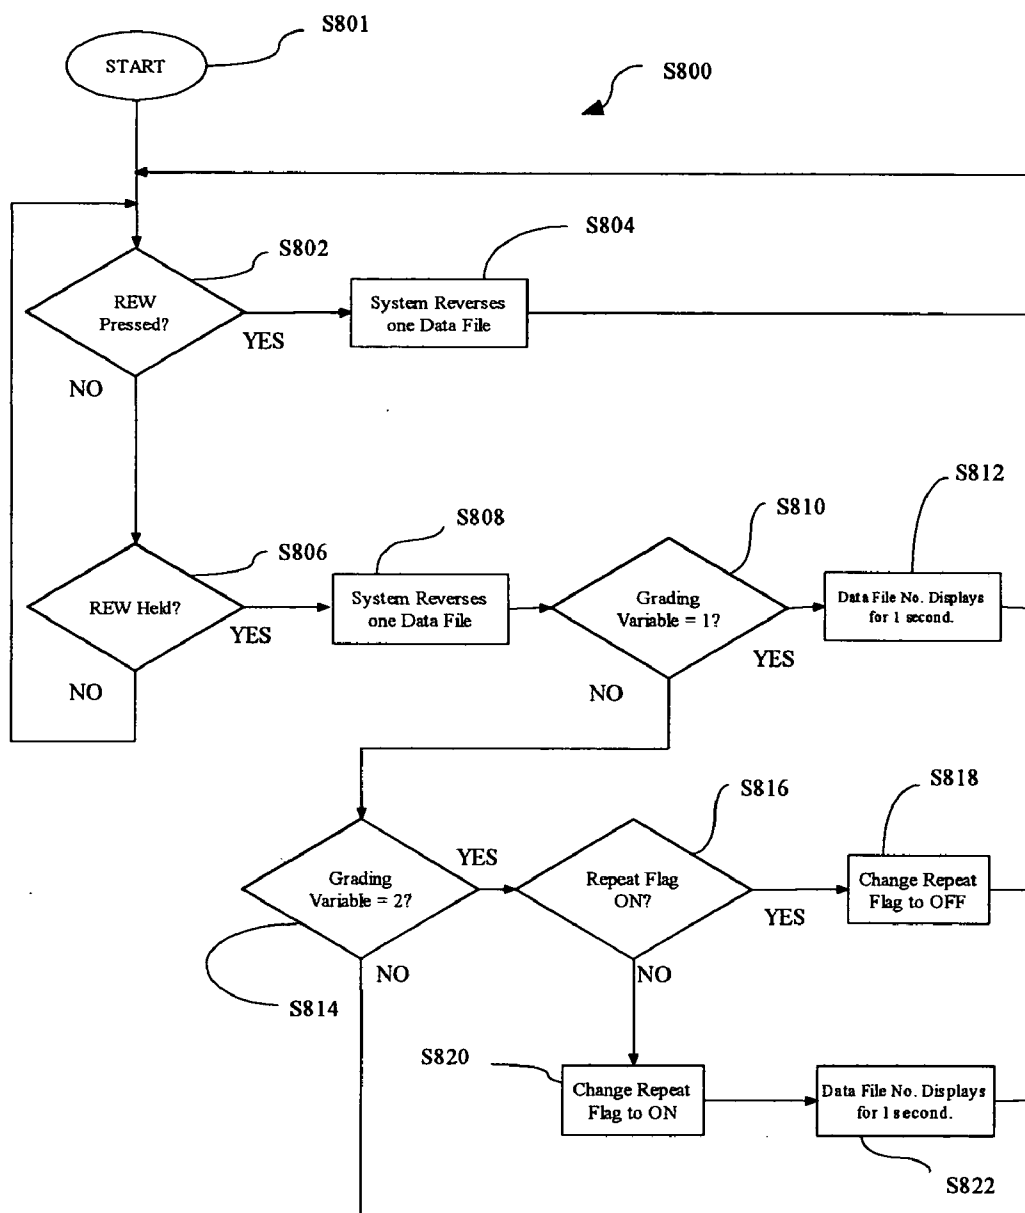 S801
START
S800
S802
S804
REW
Pressed?
System Reverses
one Data File
YES
NO
S812
S810
S808
S806
REW Held?
System Reverses
one Data File
Grading
Variable = 1?
Data File No. Displays
for 1 second.
YES
YES
NO
NO
S816
S818
YES
Grading
Variable = 2?
Repeat Flag
ON?
Change Repeat
Flag to OFF
YES
NO
NO
S814
S820
Change Repeat
Flag to ON
Data File No. Displays
for 1 second.
S822